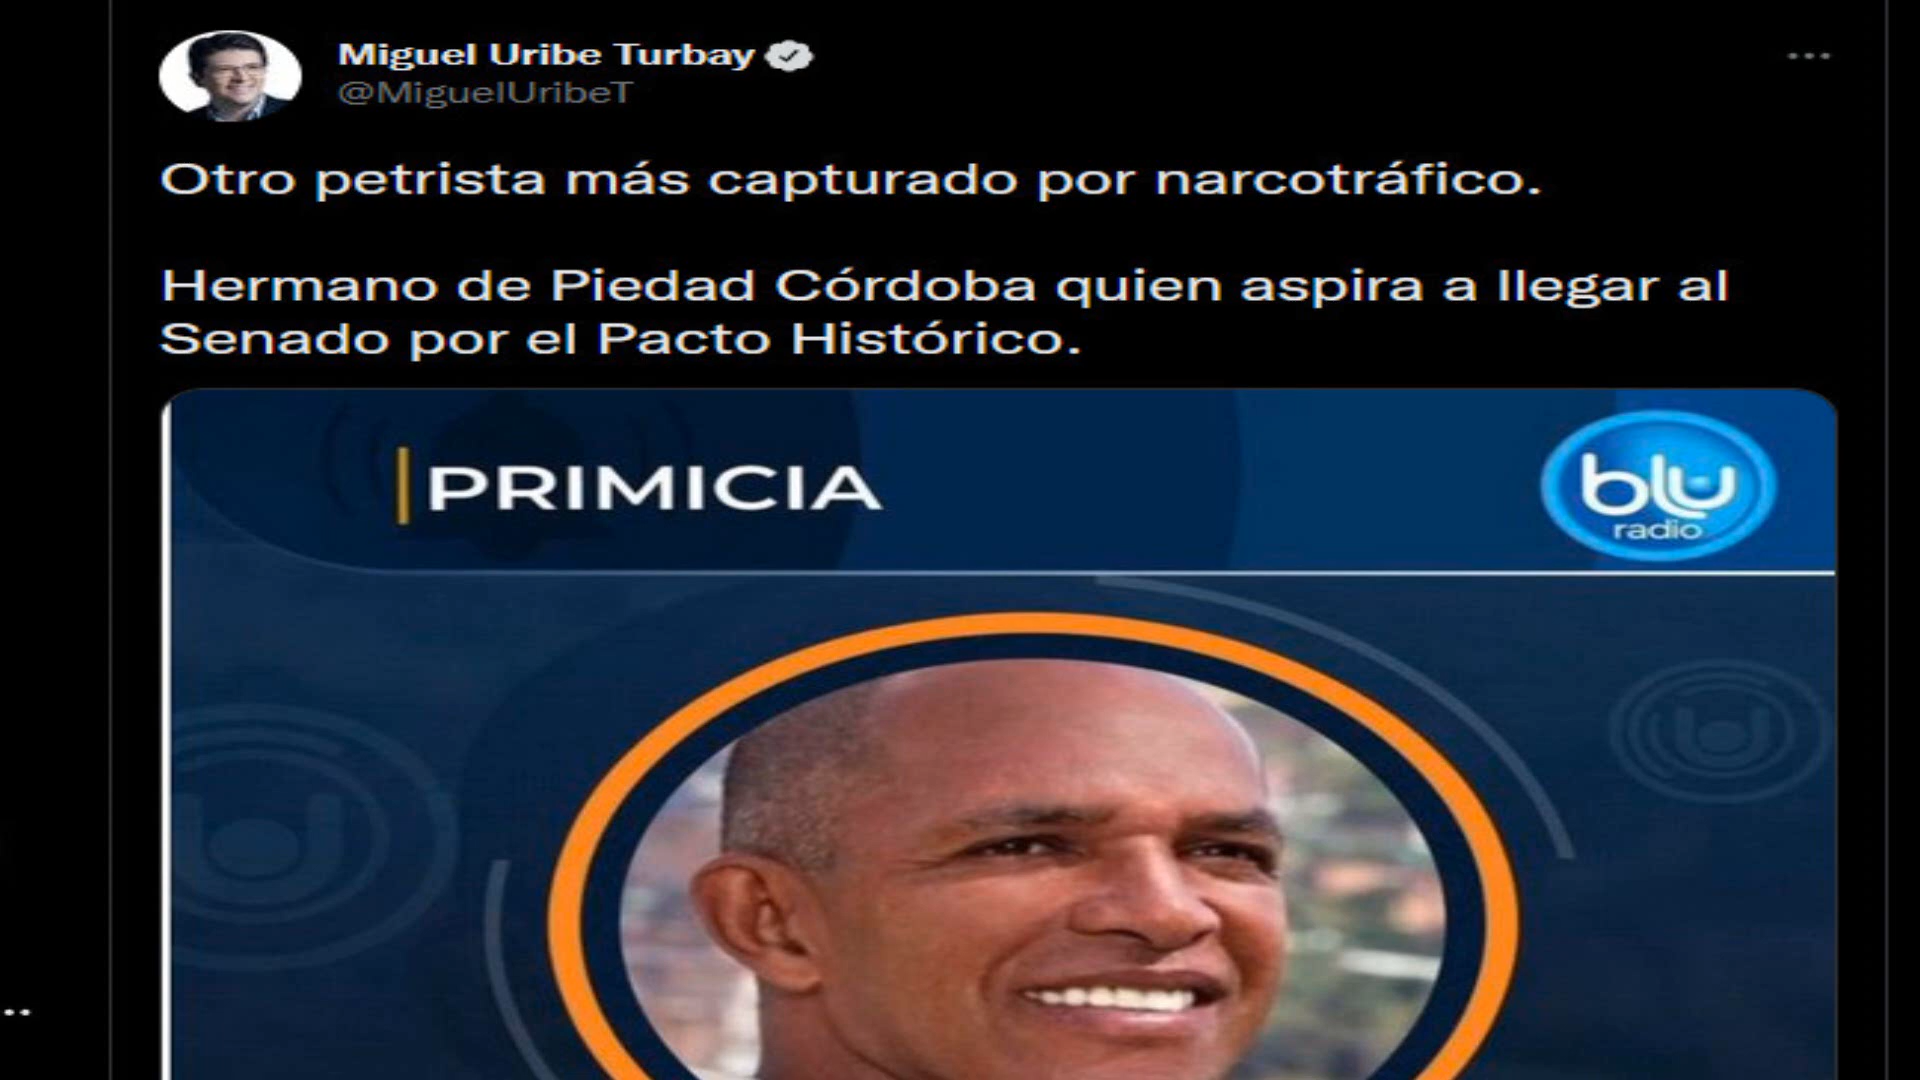 Miguel Uribe Turbay
@MiguelUribeT
Otro petrista más capturado por narcotráfico.
Hermano de Piedad Córdoba quien aspira a llegar al
Senado por el Pacto Histórico.
PRIMICIA
blu
radio